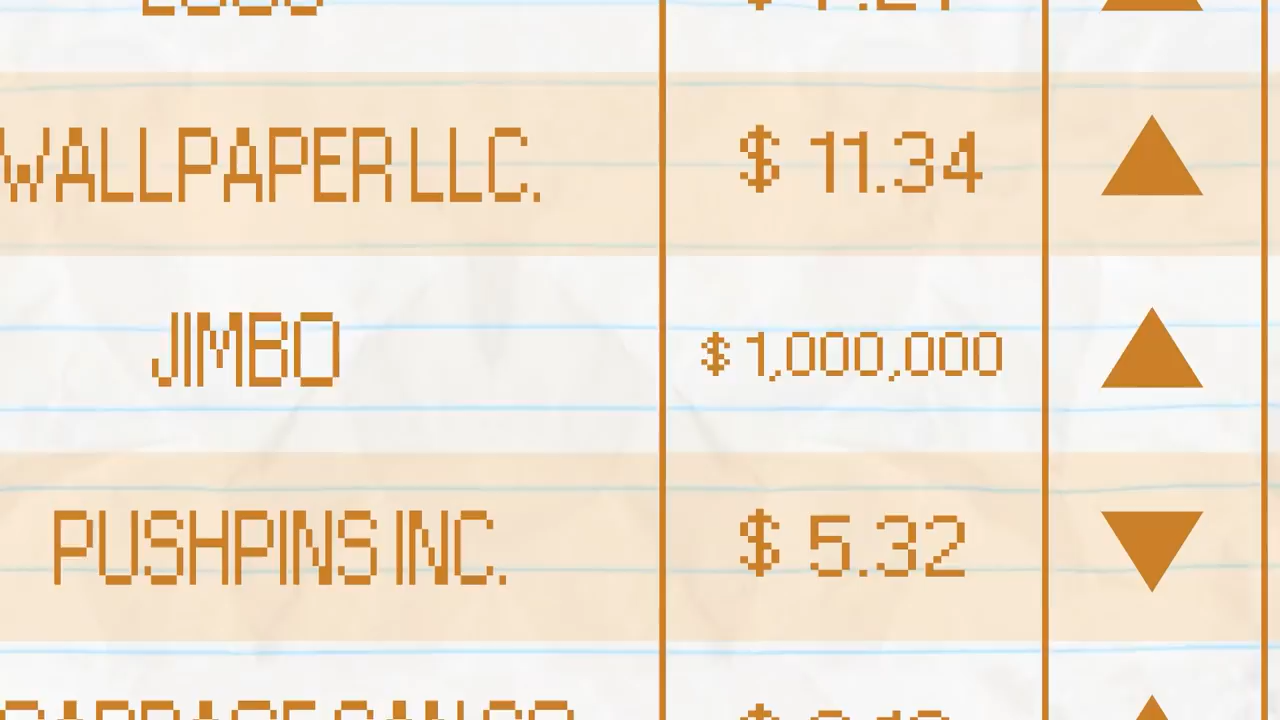 WALLPAPER LLC. $ 11.34
JIMBO $ 1,000,000
PUSHPINS INC. $ 5.32